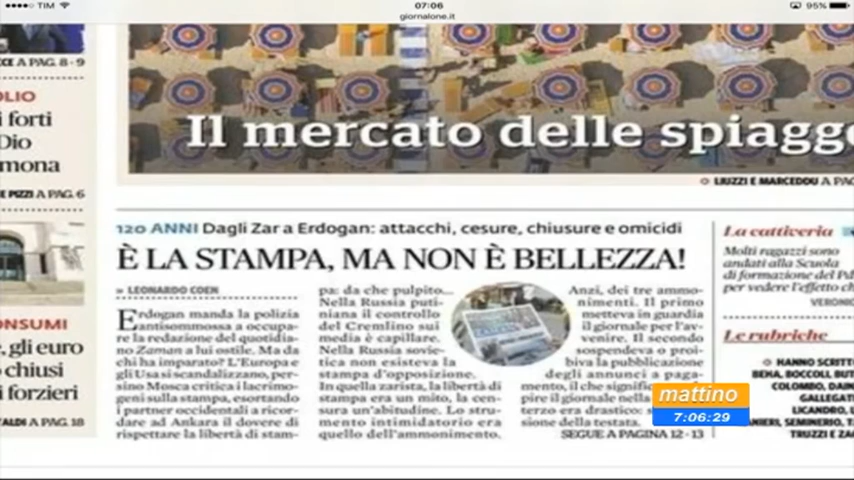 TIM
07:06
95%
giornalone.it
CCE A PAG. 8-9
OLIO
i forti
Dio
mona
E PIZZI A PAG. 6
ONSUMI
, gli euro
chiusi
i forzieri
ALDI A PAG. 18
Il mercato delle spiagge
LIUZZI E MARCEDDU A PAG
120 ANNI Dagli Zar a Erdogan: attacchi, cesure, chiusure e omicidi
È LA STAMPA, MA NON È BELLEZZA!
» LEONARDO COEN
Erdogan manda la polizia
antisommossa a occupa-
re la redazione del quotidia-
no Zaman a lui ostile. Ma da
chi ha imparato? L'Europa e
gli Usa si scandalizzano, per-
sino Mosca critica i lacrimo-
geni sulla stampa, esortando
i partner occidentali a ricor-
dare ad Ankara il dovere di
rispettare la libertà di stam-
pa: da che pulpito...
Nella Russia puti-
niana il controllo
del Cremlino sui
media è capillare.
Nella Russia sovie-
tica non esisteva la
stampa d'opposizione.
In quella zarista, la libertà di
stampa era un mito, la cen-
sura un'abitudine. Lo stru-
mento intimidatorio era
quello dell'ammonimento.
Anzi, dei tre ammo-
nimenti. Il primo
metteva in guardia
il giornale per l'av-
venire. Il secondo
sospendeva o proi-
biva la pubblicazione
degli annunci a paga-
mento, il che signific
pire il giornale nella
terzo era drastico: s
sione della testata.
SEGUE A PAGINA 12-13
La cattiveria
Molti ragazzi sono
andati alla Scuola
di formazione del Pd
per vedere l'effetto ch
VERONIC
Le rubriche
HANNO SCRITT
BEHA, BOCCOLI, BUT
COLOMBO, DAIN
GALLEGAT
LICANDRO, L
ANIERI, SEMINERIO, TA
TRUZZI E ZA
mattino
7:06:29